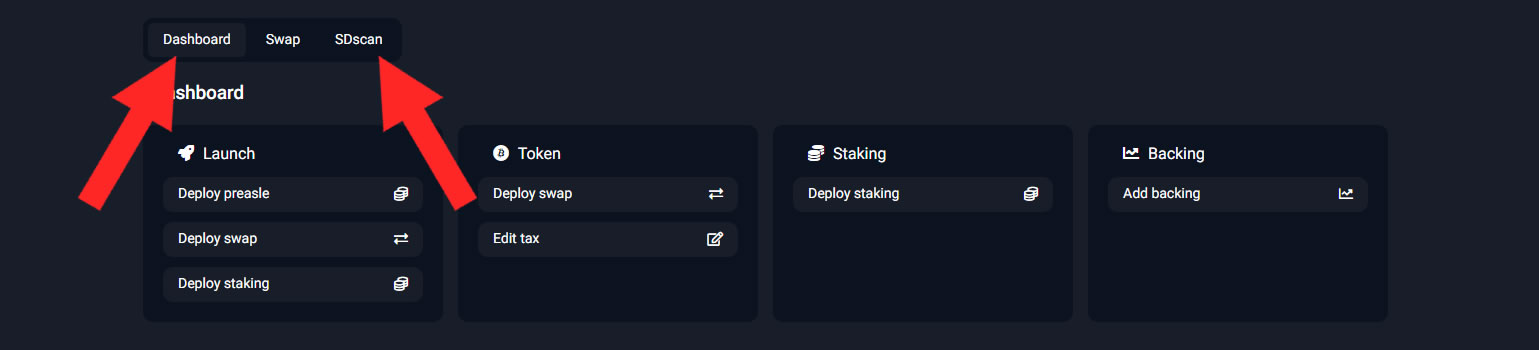 Dashboard Swap SDscan
ashboard
Launch
Deploy preasle
Deploy swap
Deploy staking
Token
Deploy swap
Edit tax
Staking
Deploy staking
Backing
Add backing